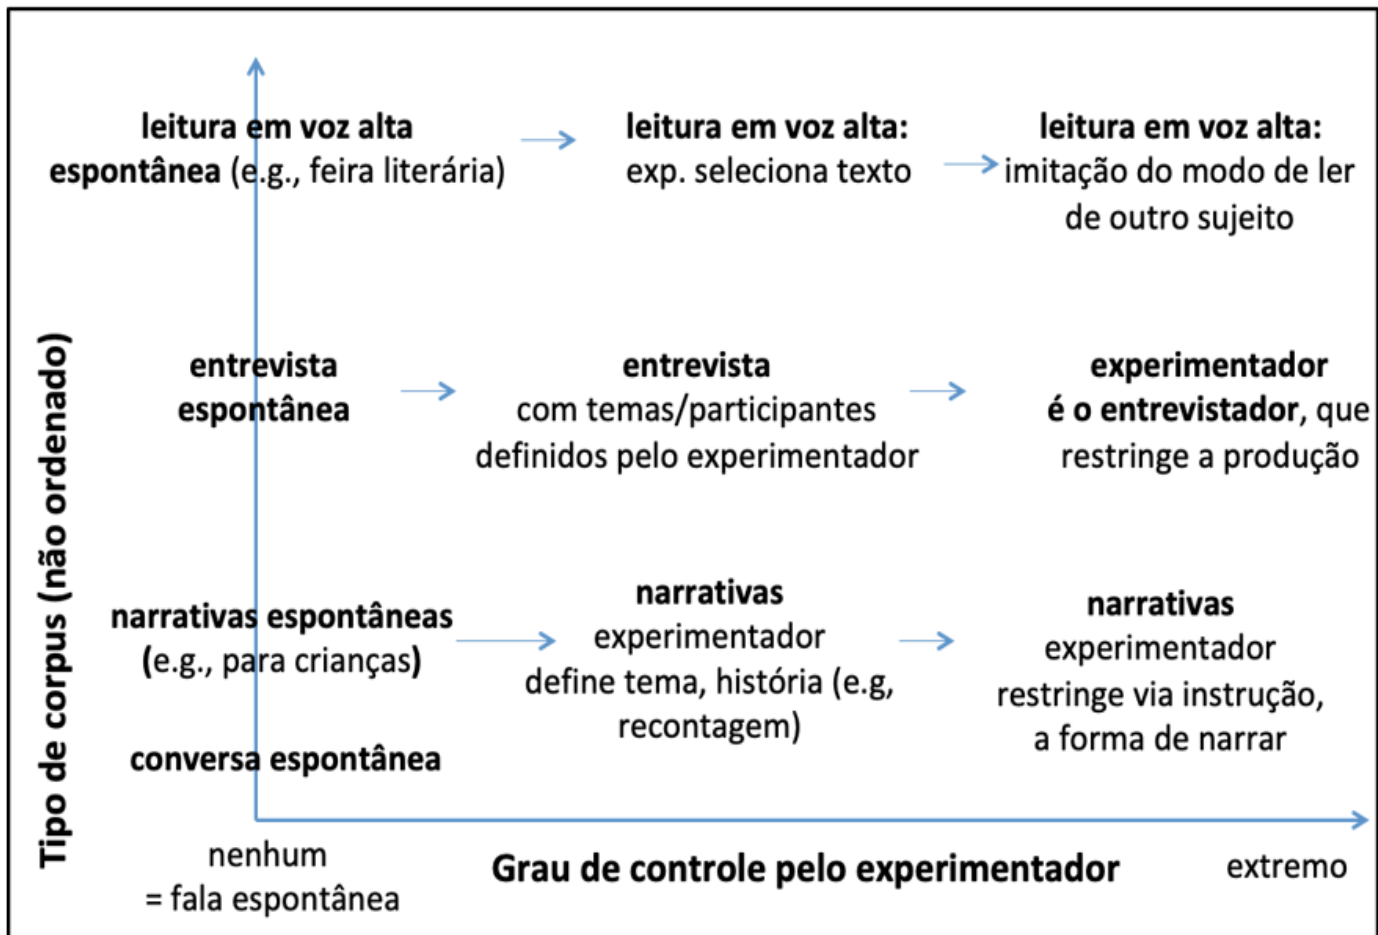 leitura em voz alta
espontânea (e.g., feira literária)
leitura em voz alta:
exp. seleciona texto
leitura em voz alta:
imitação do modo de ler
de outro sujeito
entrevista
espontânea
entrevista
com temas/participantes
definidos pelo experimentador
experimentador
é o entrevistador, que
restringe a produção
narrativas espontâneas
(e.g., para crianças)
narrativas
experimentador
define tema, história (e.g,
recontagem)
narrativas
experimentador
restringe via instrução,
a forma de narrar
conversa espontânea
Tipo de corpus (não ordenado)
nenhum
= fala espontânea
Grau de controle pelo experimentador
extremo